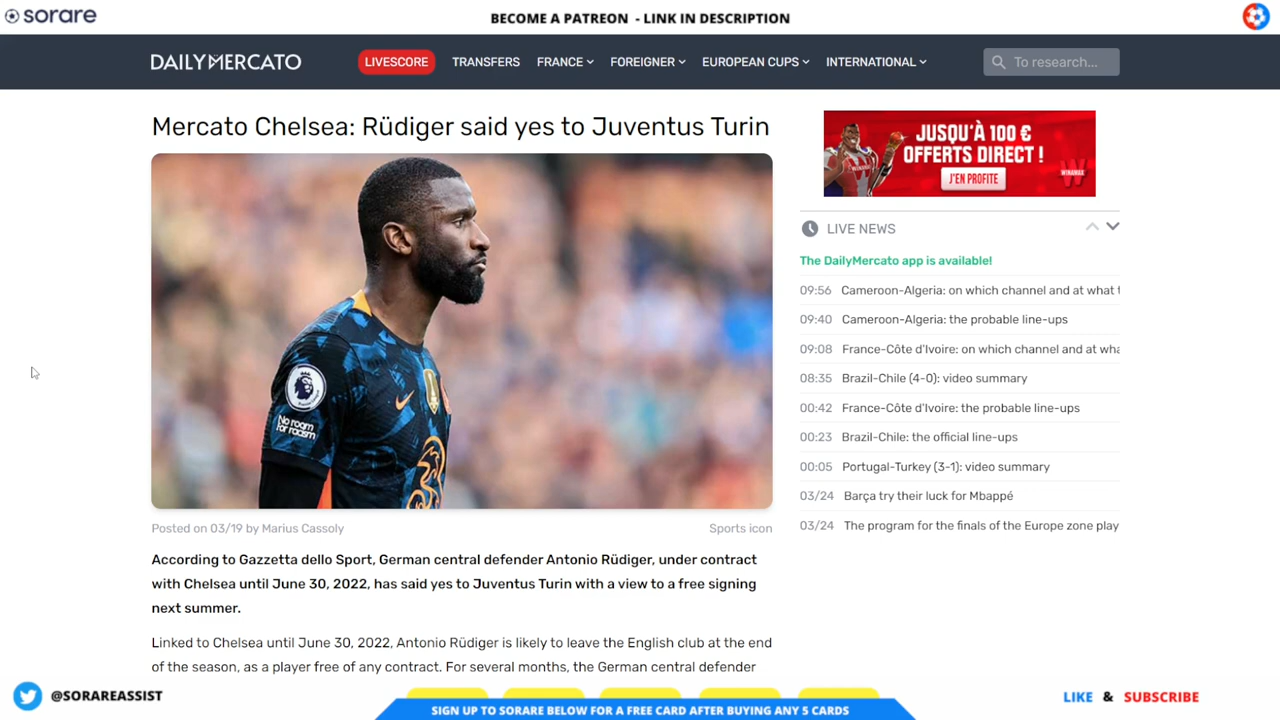 sorare
BECOME A PATREON - LINK IN DESCRIPTION
DAILYMERCATO
LIVESCORE
TRANSFERS
FRANCE
FOREIGNER
EUROPEAN CUPS
INTERNATIONAL
To research...
Mercato Chelsea: Rüdiger said yes to Juventus Turin
JUSQU'À 100 €
OFFERTS DIRECT !
J'EN PROFITE
WINAMAX
LIVE NEWS
The DailyMercato app is available!
09:56 Cameroon-Algeria: on which channel and at what t
09:40 Cameroon-Algeria: the probable line-ups
09:08 France-Côte d'Ivoire: on which channel and at wha
08:35 Brazil-Chile (4-0): video summary
00:42 France-Côte d'Ivoire: the probable line-ups
00:23 Brazil-Chile: the official line-ups
00:05 Portugal-Turkey (3-1): video summary
03/24 Barça try their luck for Mbappé
03/24 The program for the finals of the Europe zone play
No room
for racism
Posted on 03/19 by Marius Cassoly
Sports icon
According to Gazzetta dello Sport, German central defender Antonio Rüdiger, under contract
with Chelsea until June 30, 2022, has said yes to Juventus Turin with a view to a free signing
next summer.
Linked to Chelsea until June 30, 2022, Antonio Rüdiger is likely to leave the English club at the end
of the season, as a player free of any contract. For several months, the German central defender
@SORAREASSIST
SIGN UP TO SORARE BELOW FOR A FREE CARD AFTER BUYING ANY 5 CARDS
LIKE & SUBSCRIBE